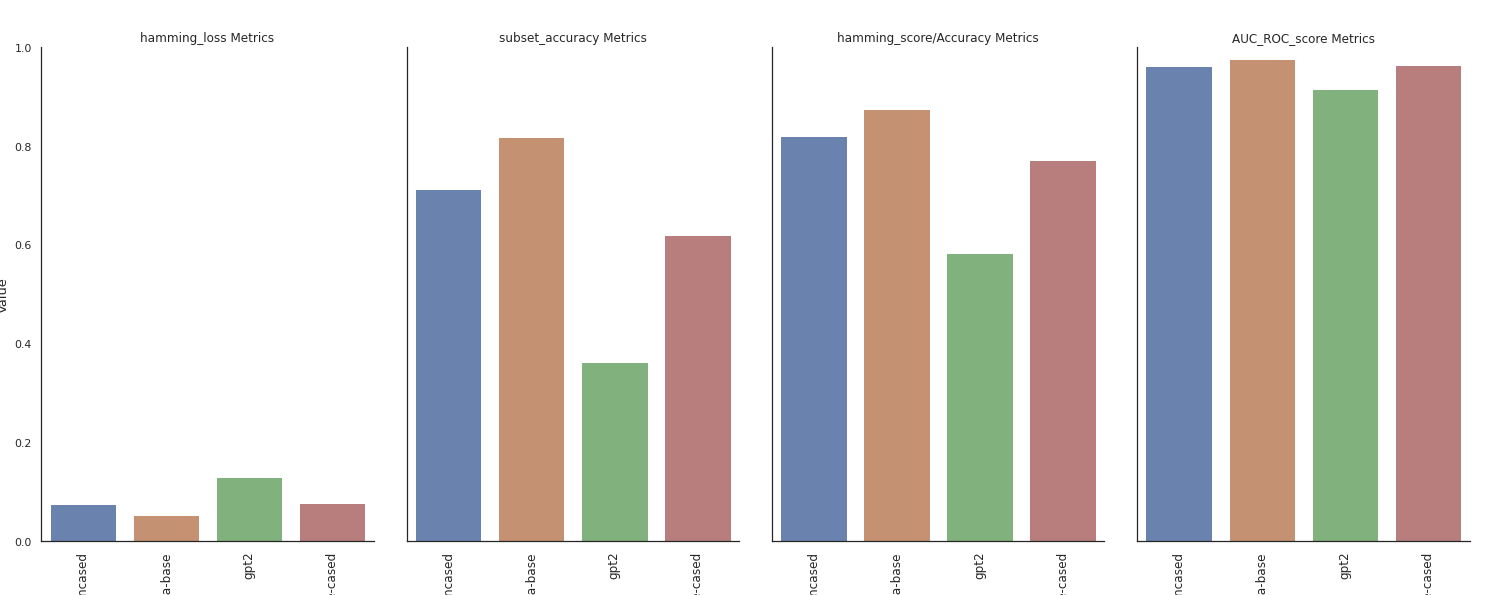 hamming_loss Metrics
subset_accuracy Metrics
hamming_score/Accuracy Metrics
AUC_ROC_score Metrics
1.0
0.8
0.6
0.4
0.2
0.0
Value
ncased
a-base
gpt2
e-cased
ncased
a-base
gpt2
e-cased
ncased
a-base
gpt2
e-cased
ncased
a-base
gpt2
e-cased